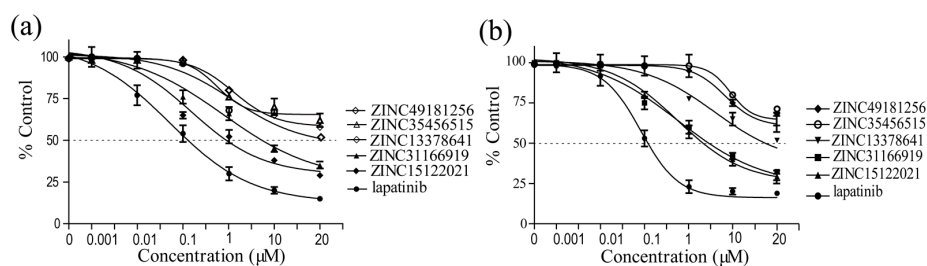 (a)
% Control
100
75
50
25
0
0 0.001 0.01 0.1 1 10 20
Concentration (μM)
ZINC49181256
ZINC35456515
ZINC13378641
ZINC31166919
ZINC15122021
lapatinib
(b)
% Control
100
75
50
25
0
0 0.001 0.01 0.1 1 10 20
Concentration (μM)
ZINC49181256
ZINC35456515
ZINC13378641
ZINC31166919
ZINC15122021
lapatinib